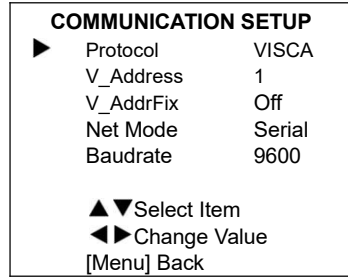 COMMUNICATION SETUP
▶ Protocol VISCA
V_Address 1
V_AddrFix Off
Net Mode Serial
Baudrate 9600
▲▼Select Item
◀▶Change Value
[Menu] Back